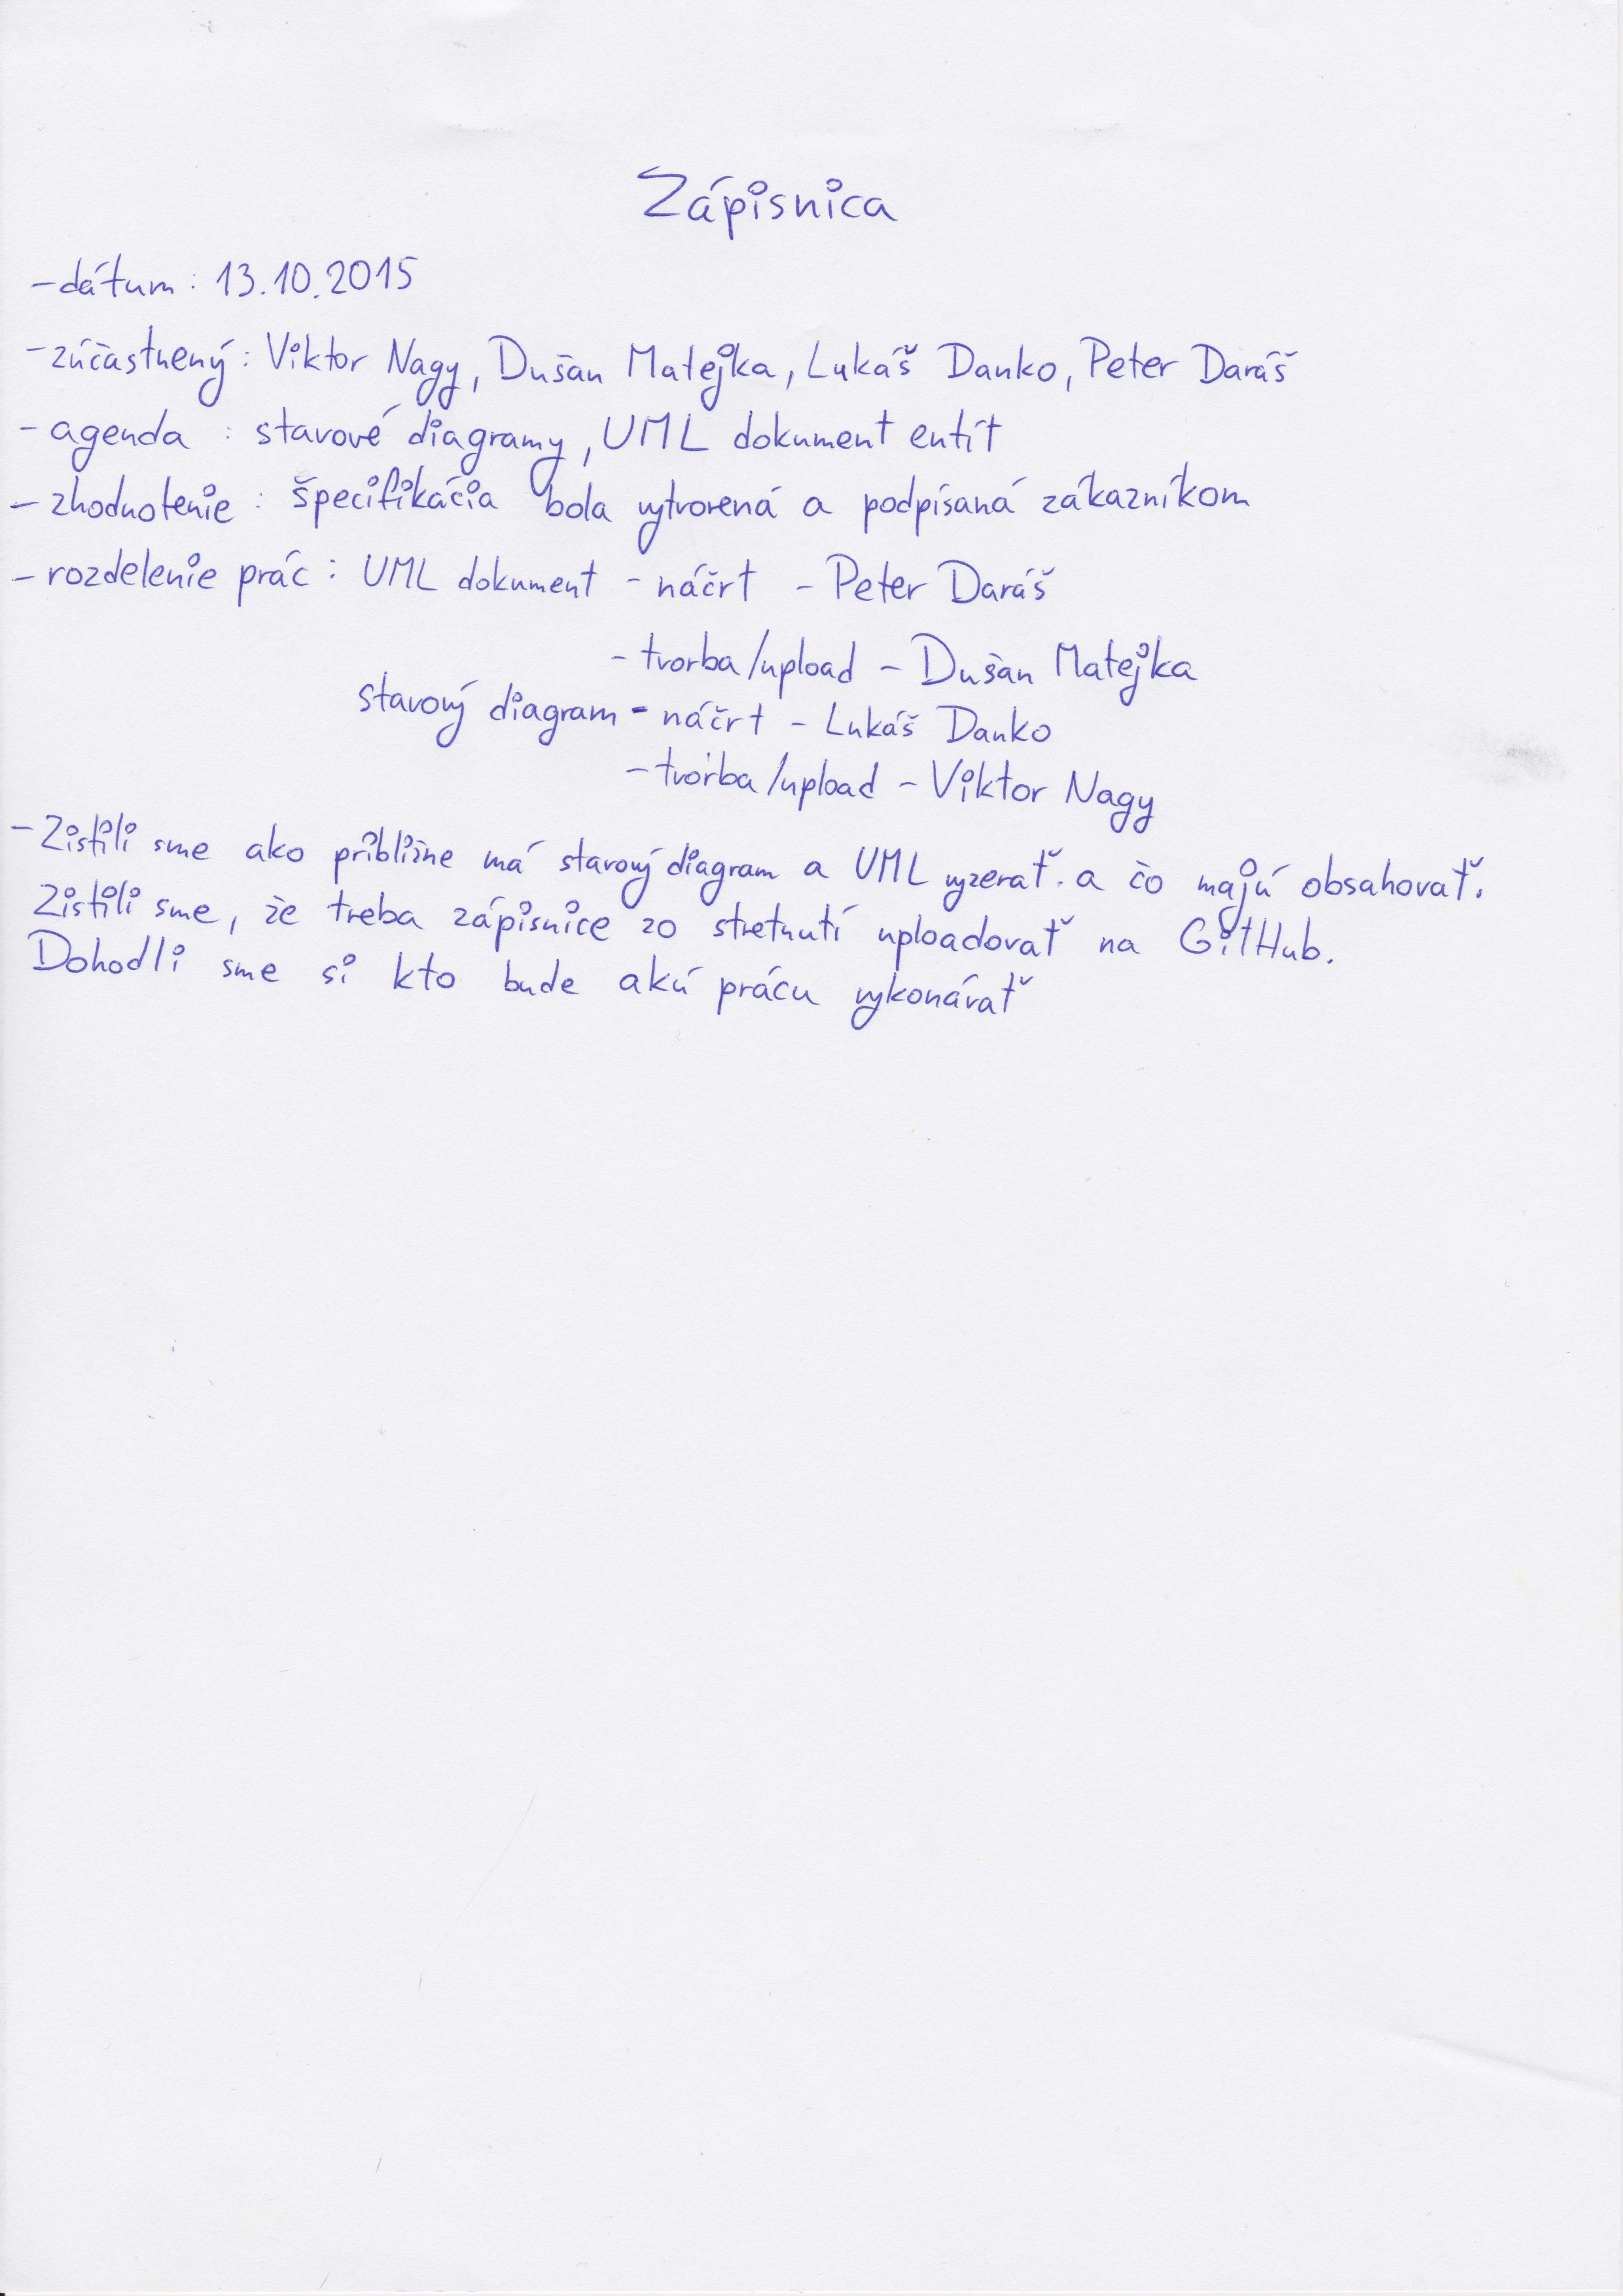 Zápisnica
- dátum : 13.10.2015
- zúčastnený : Viktor Nagy, Dušan Matejka, Lukáš Danko, Peter Daráš
- agenda : stavové diagramy, UML dokument entít
- zhodnotenie : špecifikácia bola vytvorená a podpísaná zákazníkom
- rozdelenie prác : UML dokument - náčrt - Peter Daráš
- tvorba/upload - Dušan Matejka
stavový diagram - náčrt - Lukáš Danko
- tvorba/upload - Viktor Nagy
- Zistili sme ako približne má stavový diagram a UML vyzerať. a čo majú obsahovať.
Zistili sme, že treba zápisnice zo stretnutí uploadovať na GitHub.
Dohodli sme si kto bude akú prácu vykonávať